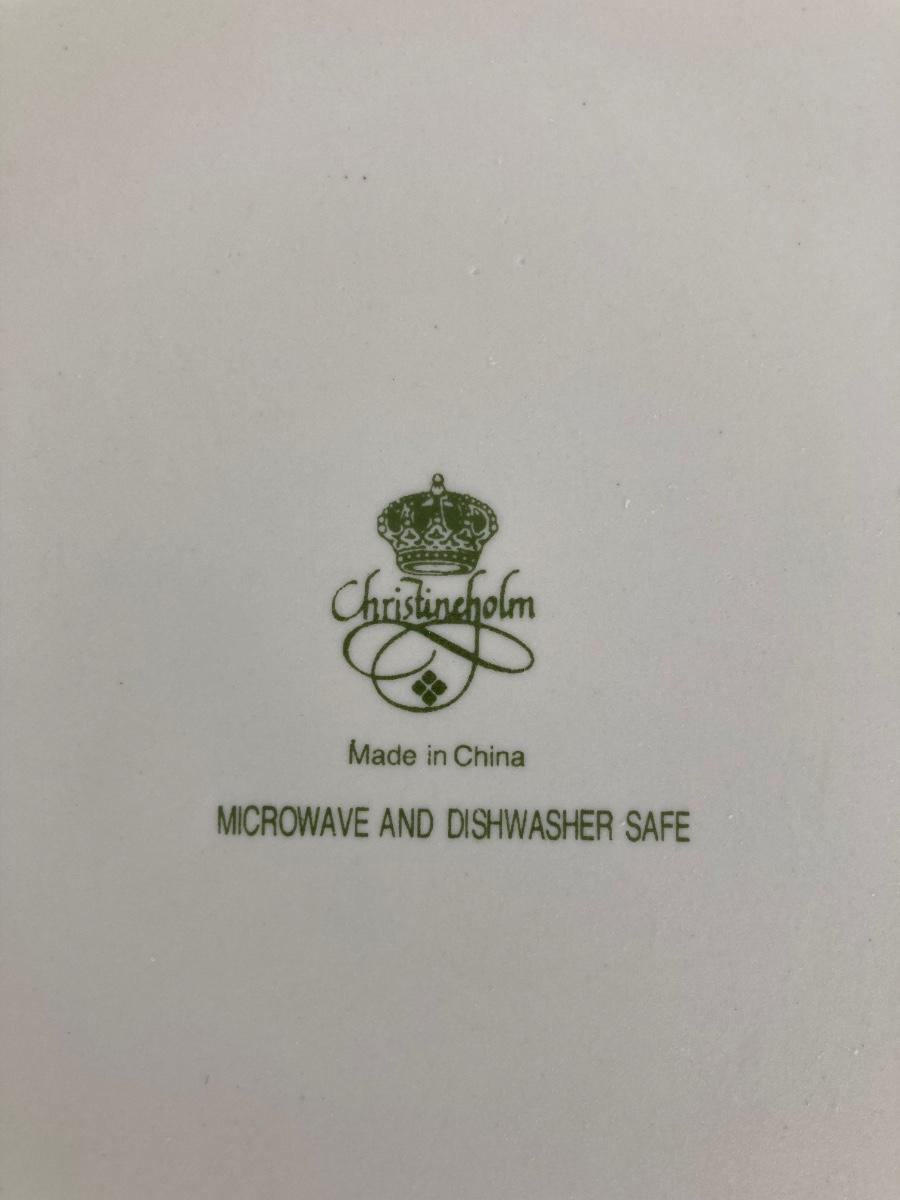 Christineholm
Made in China
MICROWAVE AND DISHWASHER SAFE